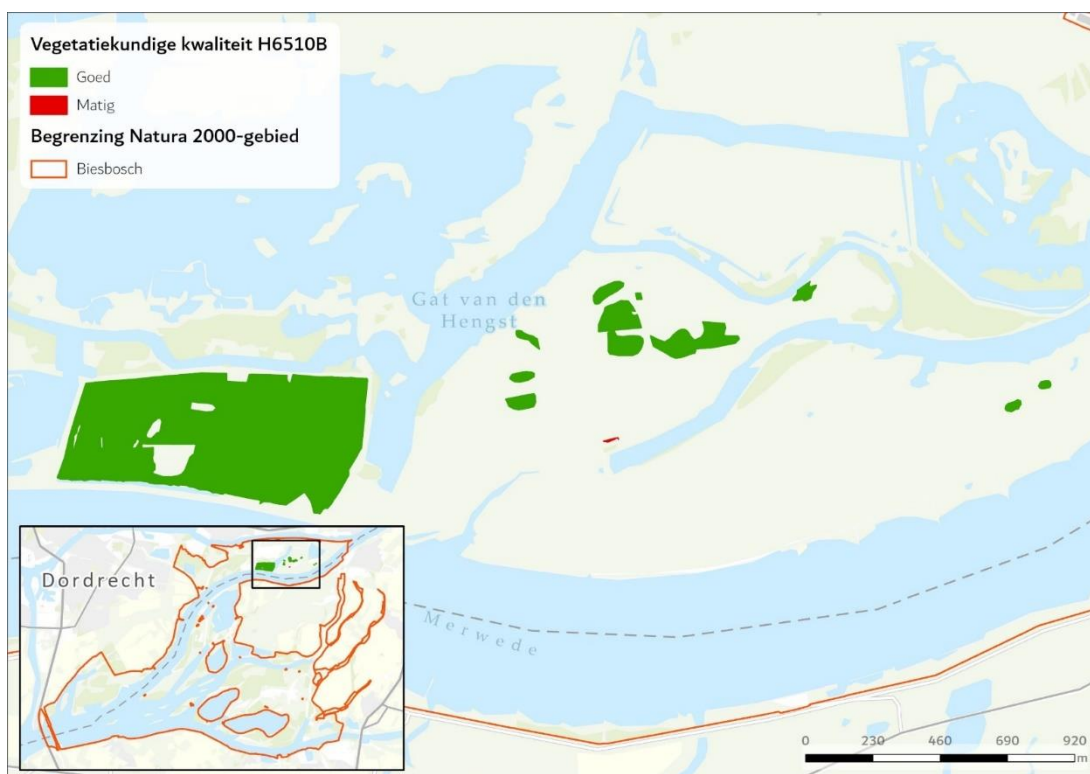 Vegetatiekundige kwaliteit H6510B
Goed
Matig
Begrenzing Natura 2000-gebied
Biesbosch
Gat van den
Hengst
Dordrecht
Merwede
0 230 460 690 920
m